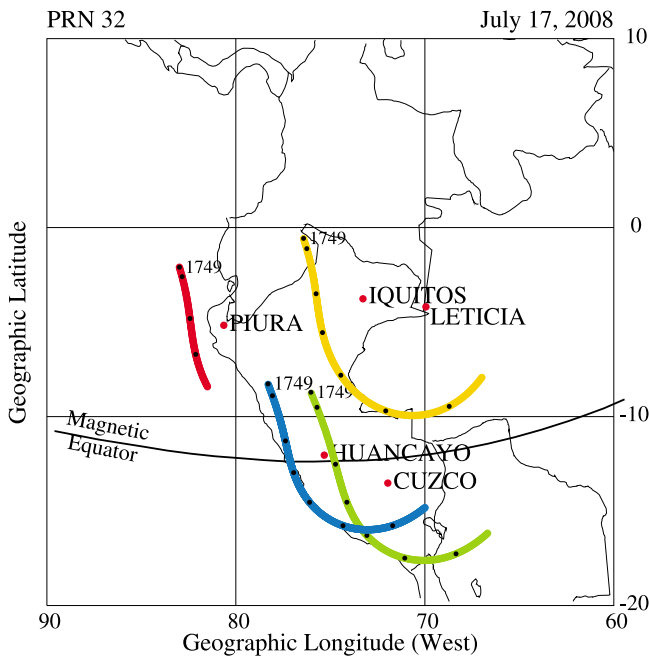 PRN 32 July 17, 2008
10
0
-10
-20
Geographic Latitude
1749
1749
IQUITOS
LETICIA
PIURA
1749
1749
Magnetic
Equator
HUANCAYO
CUZCO
90 80 70 60
Geographic Longitude (West)